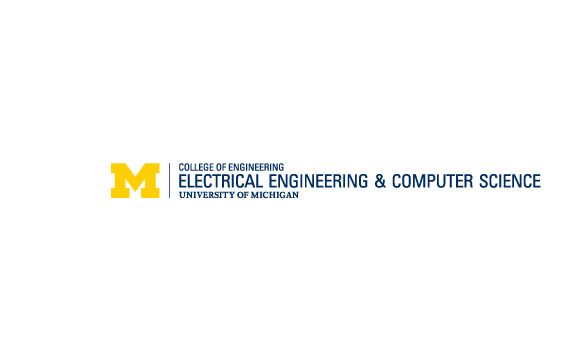 M
COLLEGE OF ENGINEERING
ELECTRICAL ENGINEERING & COMPUTER SCIENCE
UNIVERSITY OF MICHIGAN